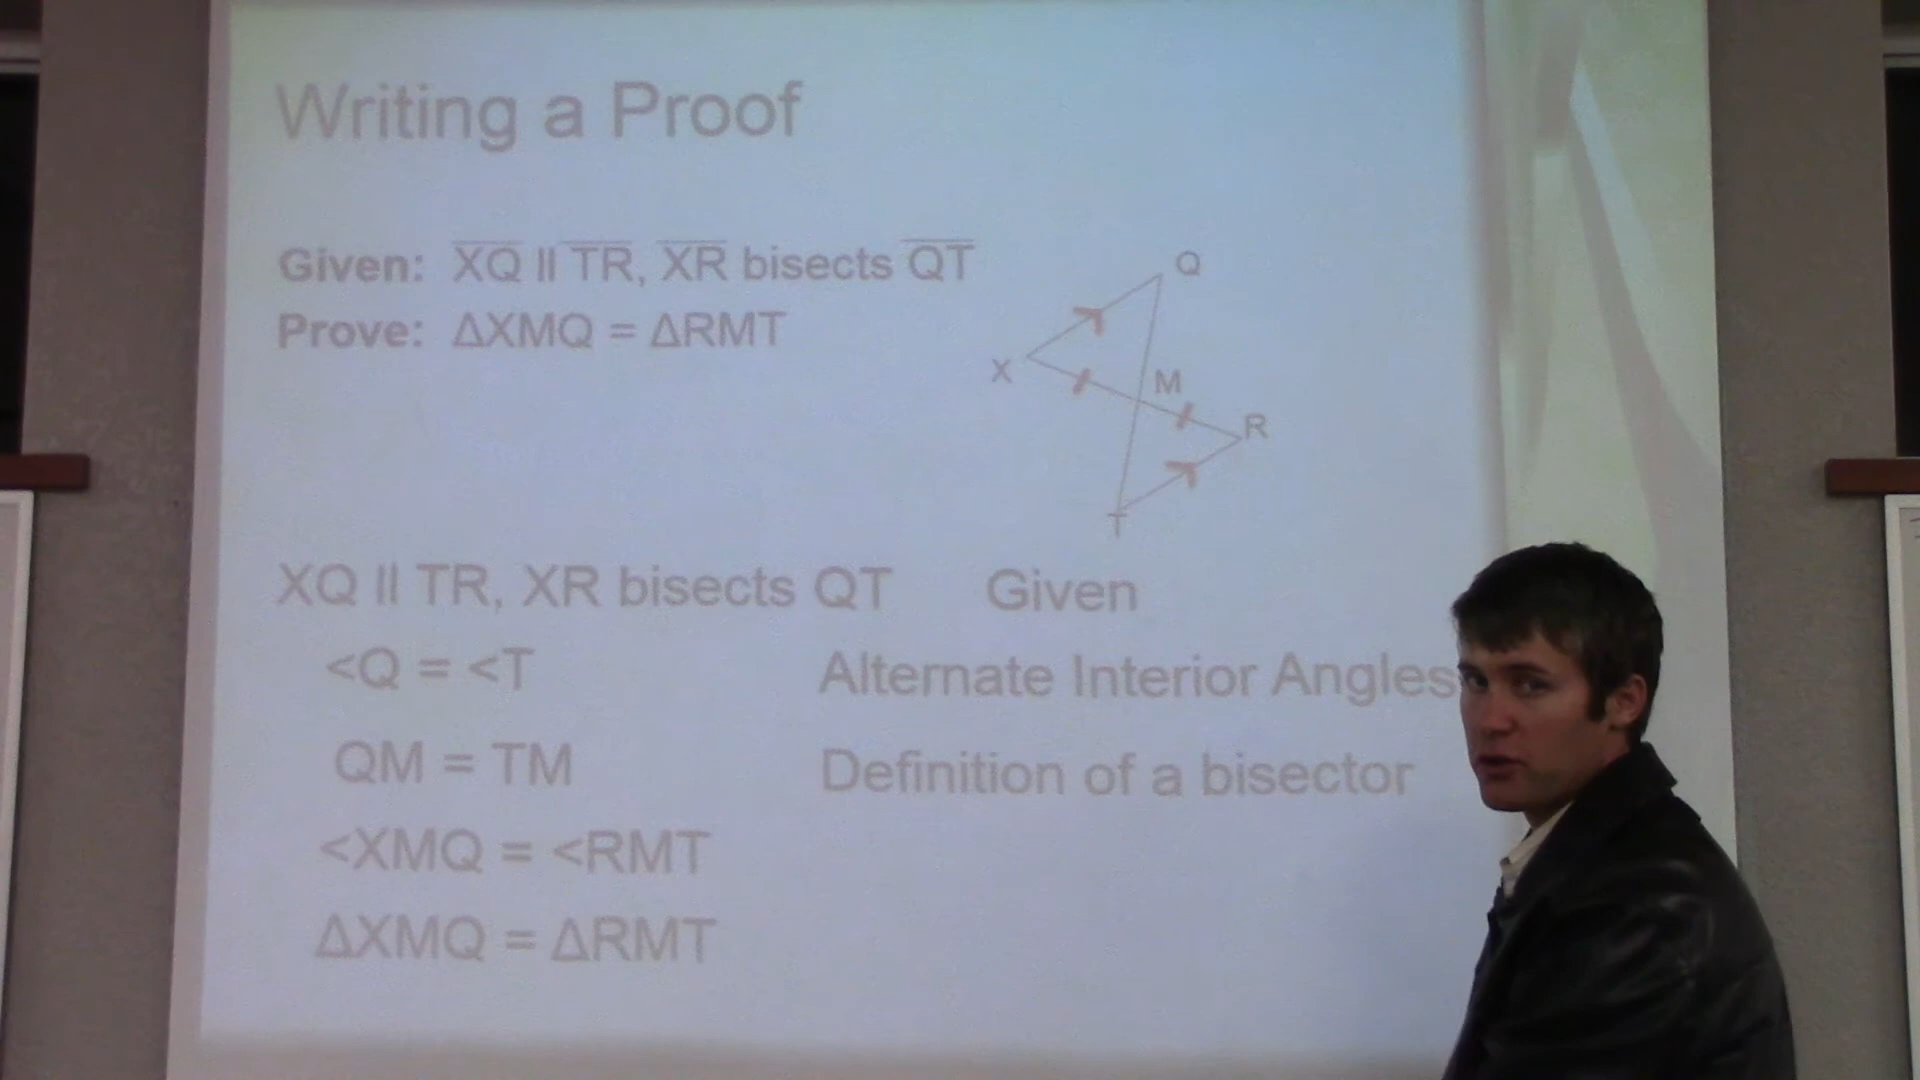 Writing a Proof
Given: XQ ll TR, XR bisects QT
Prove: ΔXMQ = ΔRMT
Q
X
M
R
T
XQ ll TR, XR bisects QT Given
<Q = <T Alternate Interior Angles
QM = TM Definition of a bisector
<XMQ = <RMT
ΔXMQ = ΔRMT